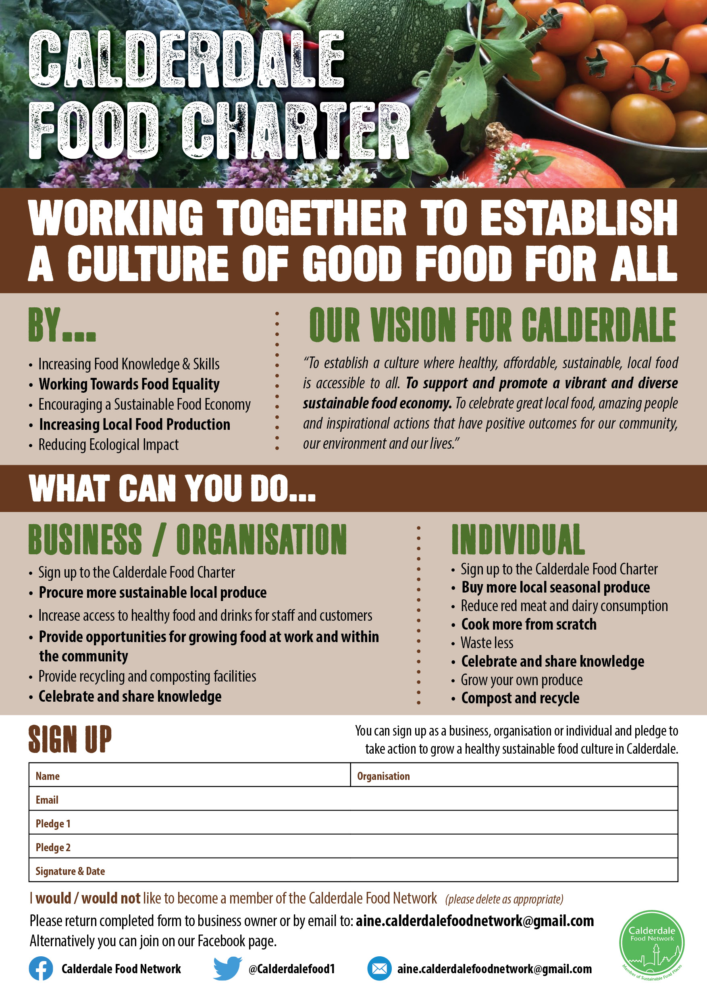 CALDERDALE
FOOD CHARTER
WORKING TOGETHER TO ESTABLISH
A CULTURE OF GOOD FOOD FOR ALL
BY...
• Increasing Food Knowledge & Skills
• Working Towards Food Equality
• Encouraging a Sustainable Food Economy
• Increasing Local Food Production
• Reducing Ecological Impact
OUR VISION FOR CALDERDALE
“To establish a culture where healthy, affordable, sustainable, local food
is accessible to all. To support and promote a vibrant and diverse
sustainable food economy. To celebrate great local food, amazing people
and inspirational actions that have positive outcomes for our community,
our environment and our lives.”
WHAT CAN YOU DO...
BUSINESS / ORGANISATION
• Sign up to the Calderdale Food Charter
• Procure more sustainable local produce
• Increase access to healthy food and drinks for staff and customers
• Provide opportunities for growing food at work and within
the community
• Provide recycling and composting facilities
• Celebrate and share knowledge
INDIVIDUAL
• Sign up to the Calderdale Food Charter
• Buy more local seasonal produce
• Reduce red meat and dairy consumption
• Cook more from scratch
• Waste less
• Celebrate and share knowledge
• Grow your own produce
• Compost and recycle
SIGN UP
You can sign up as a business, organisation or individual and pledge to
take action to grow a healthy sustainable food culture in Calderdale.
Name
Organisation
Email
Pledge 1
Pledge 2
Signature & Date
I would / would not like to become a member of the Calderdale Food Network (please delete as appropriate)
Please return completed form to business owner or by email to: aine.calderdalefoodnetwork@gmail.com
Alternatively you can join on our Facebook page.
Calderdale Food Network
@Calderdalefood1
aine.calderdalefoodnetwork@gmail.com
Calderdale
Food Network
Member of Sustainable Food Places